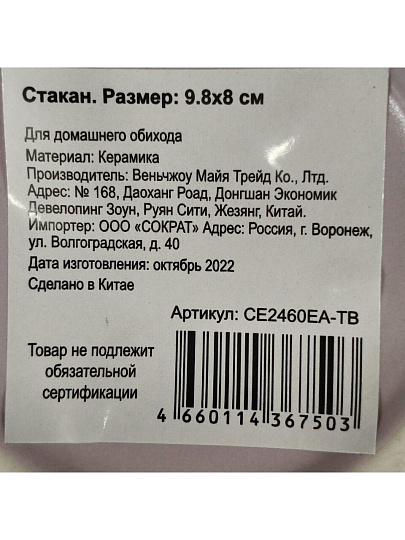 Стакан. Размер: 9.8х8 см
Для домашнего обихода
Материал: Керамика
Производитель: Веньчжоу Майя Трейд Ко., Лтд.
Адрес: № 168, Даоханг Роад, Донгшан Экономик
Девелопинг Зоун, Руян Сити, Жезянг, Китай.
Импортер: ООО «СОКРАТ» Адрес: Россия, г. Воронеж,
ул. Волгоградская, д. 40
Дата изготовления: октябрь 2022
Сделано в Китае
Артикул: CE2460EA-TB
Товар не подлежит
обязательной
сертификации
4 660114 367503